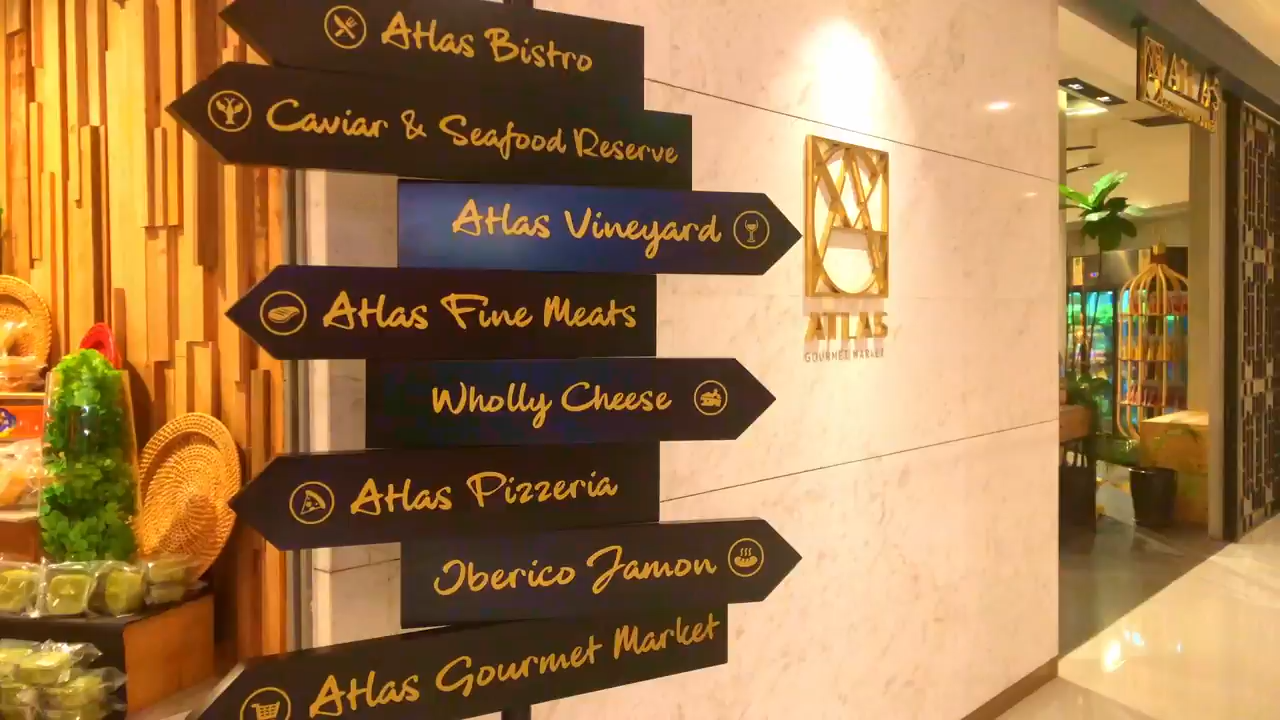 Atlas Bistro
Caviar & Seafood Reserve
Atlas Vineyard
Atlas Fine Meats
Wholly Cheese
Atlas Pizzeria
Iberico Jamon
Atlas Gourmet Market
ATLAS
GOURMET MARKET
ATLAS